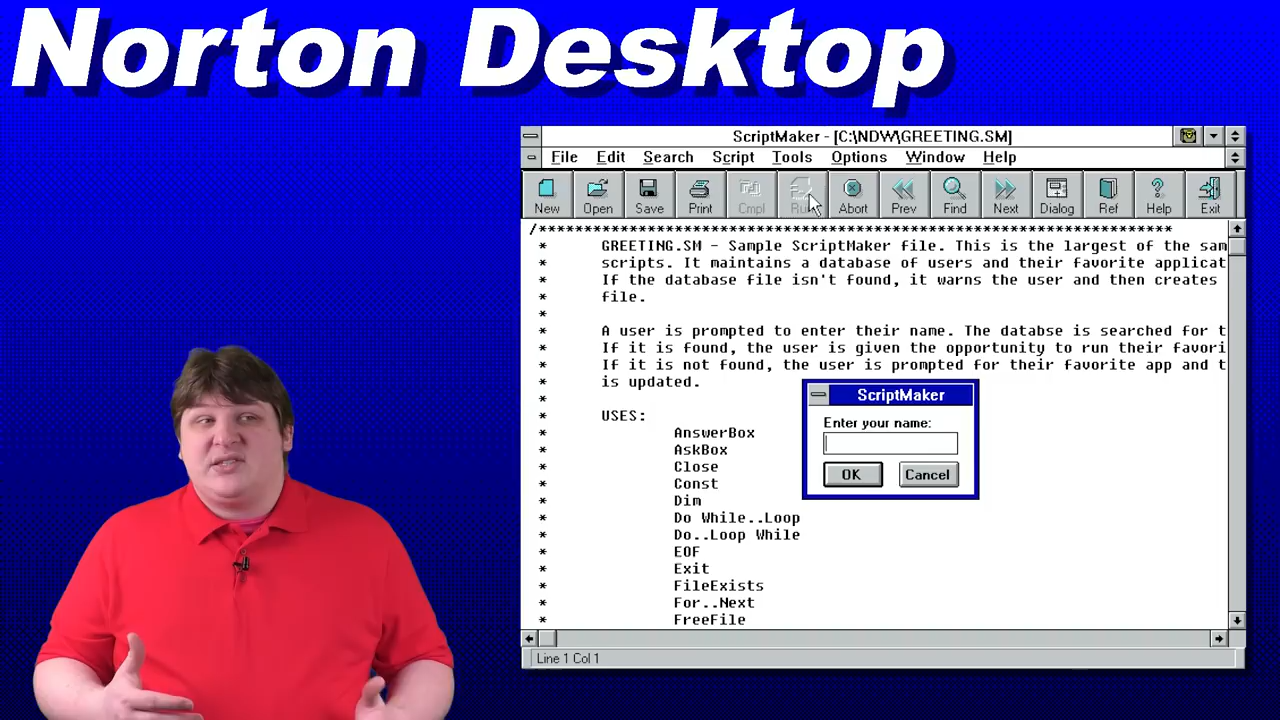 Norton Desktop
ScriptMaker - [C:\NDW\GREETING.SM]
File Edit Search Script Tools Options Window Help
New Open Save Print Cmpl Run Abort Prev Find Next Dialog Ref Help Exit
/***********************************************************************
* GREETING.SM - Sample ScriptMaker file. This is the largest of the sam
* scripts. It maintains a database of users and their favorite applicat
* If the database file isn't found, it warns the user and then creates
* file.
*
* A user is prompted to enter their name. The databse is searched for t
* If it is found, the user is given the opportunity to run their favori
* If it is not found, the user is prompted for their favorite app and t
* is updated.
*
* USES:
* AnswerBox
* AskBox
* Close
* Const
* Dim
* Do While..Loop
* Do..Loop While
* EOF
* Exit
* FileExists
* For..Next
* FreeFile
ScriptMaker
Enter your name:
OK Cancel
Line 1 Col 1